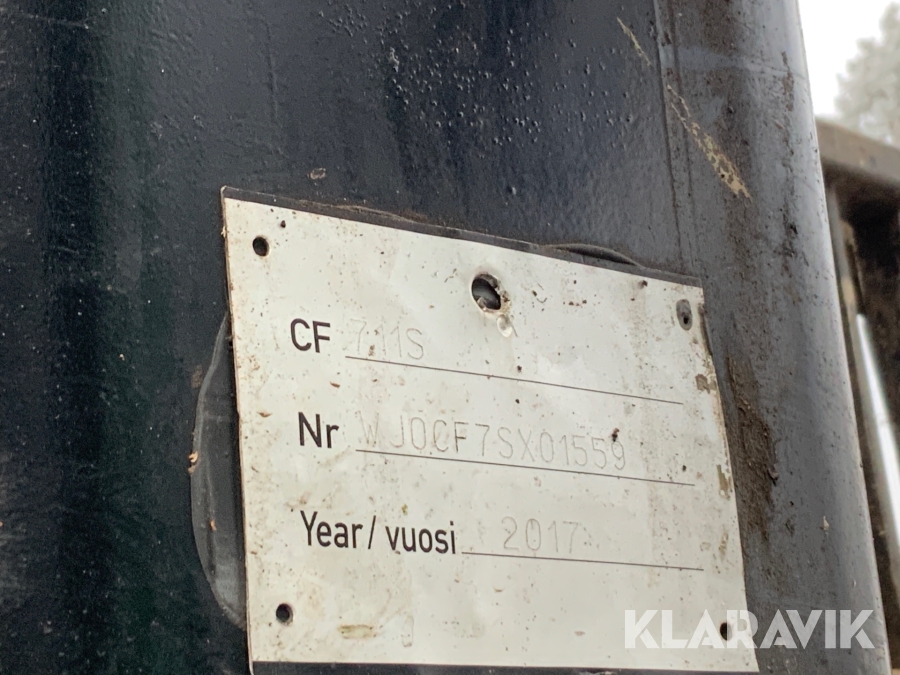 CF 711S
Nr WJ0CF7SX01559
Year/vuosi 2017
KLARAVIK